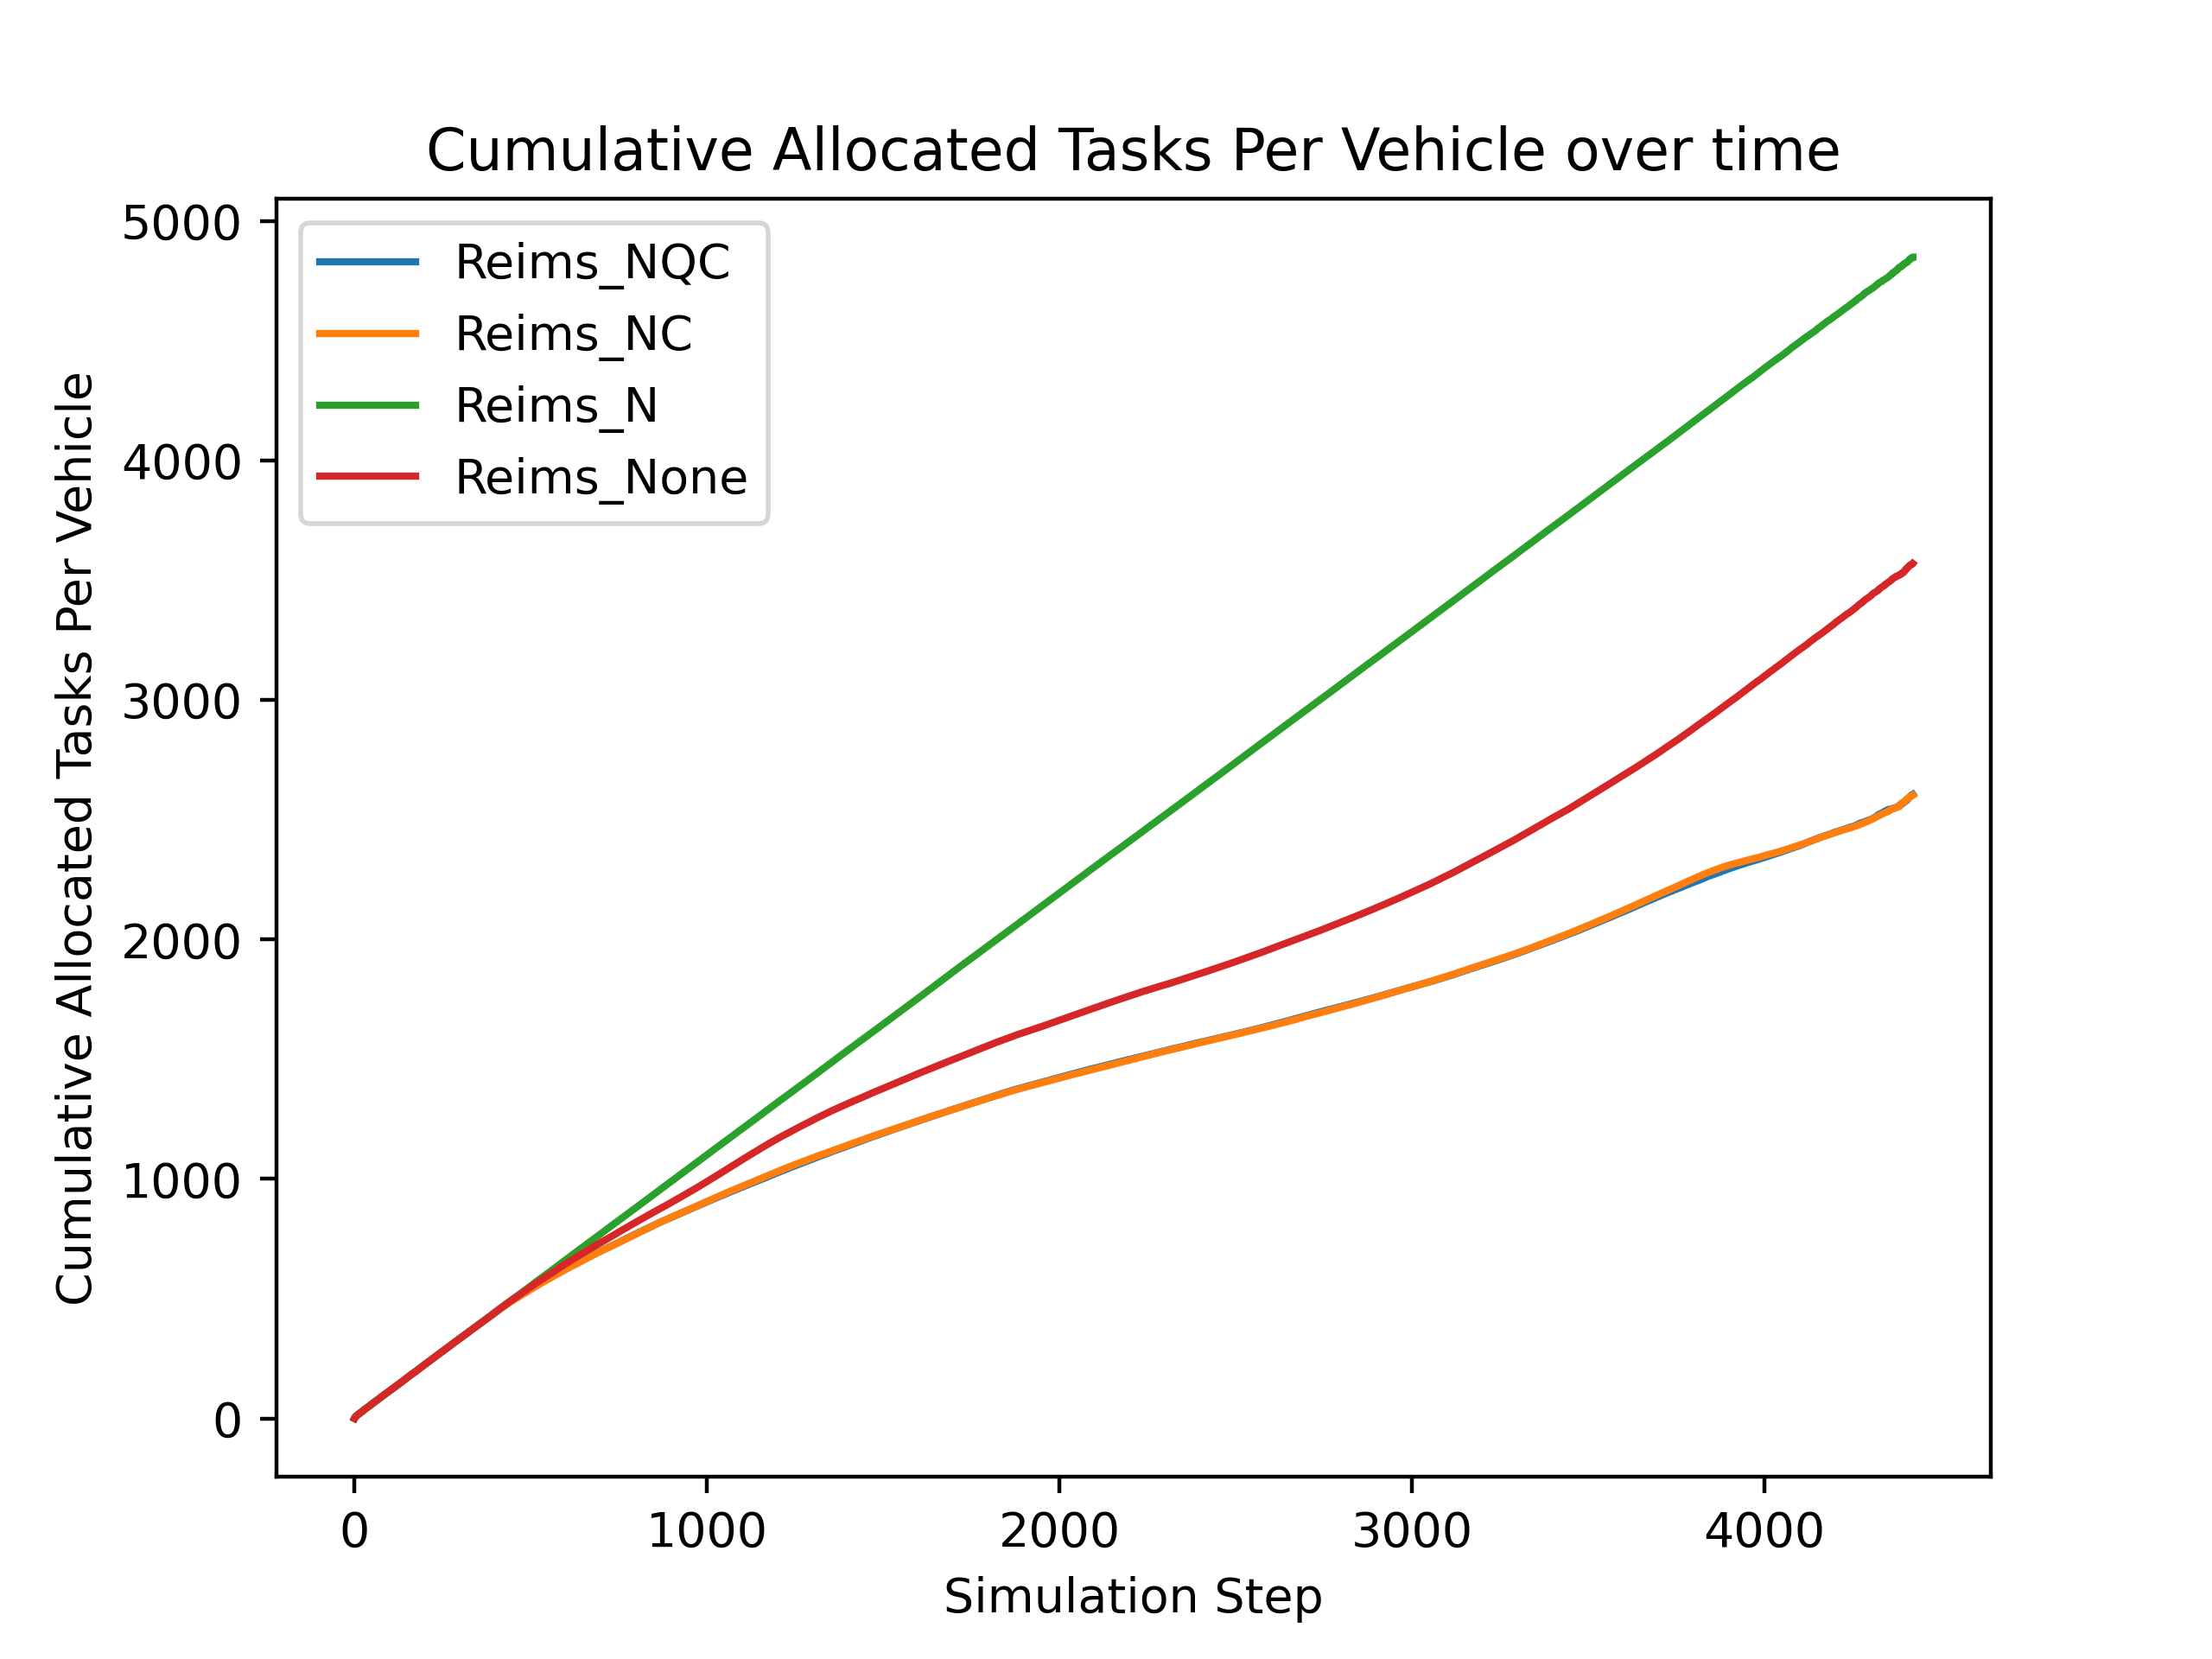 Cumulative Allocated Tasks Per Vehicle over time
Cumulative Allocated Tasks Per Vehicle
5000
4000
3000
2000
1000
0
Reims_NQC
Reims_NC
Reims_N
Reims_None
0 1000 2000 3000 4000
Simulation Step